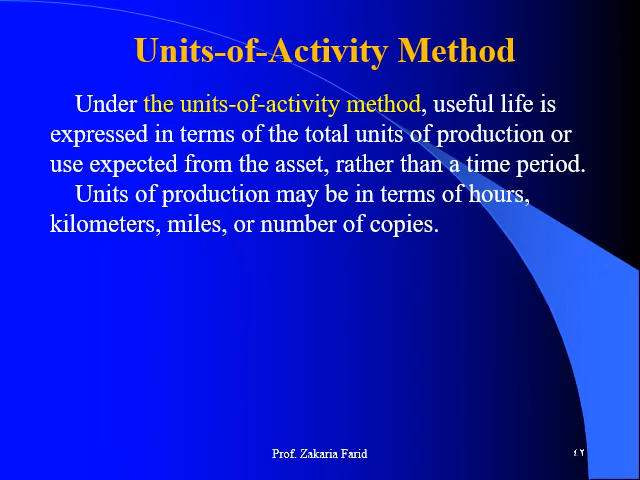 Units-of-Activity Method
Under the units-of-activity method, useful life is
expressed in terms of the total units of production or
use expected from the asset, rather than a time period.
Units of production may be in terms of hours,
kilometers, miles, or number of copies.
Prof. Zakaria Farid
٤٢